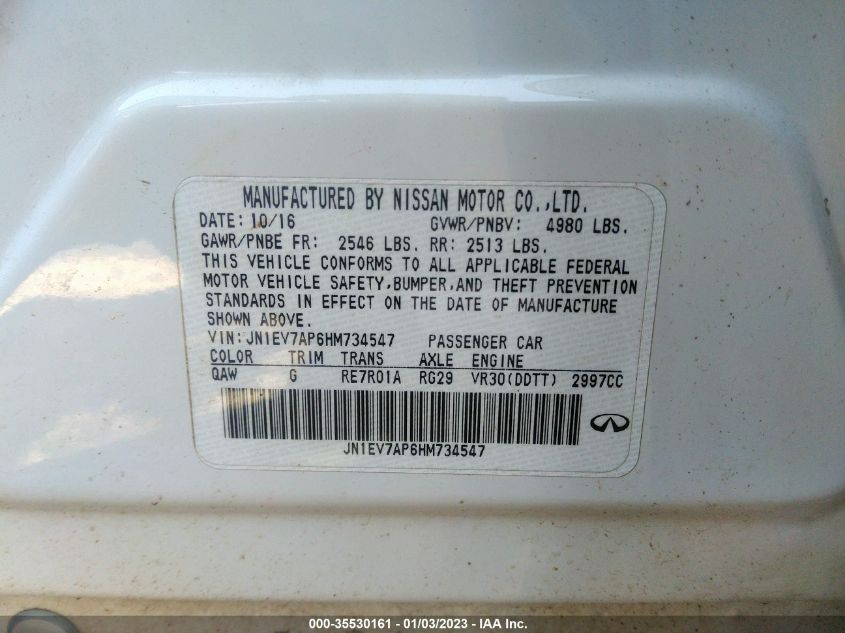 MANUFACTURED BY NISSAN MOTOR CO.,LTD.
DATE: 10/16 GVWR/PNBV: 4980 LBS.
GAWR/PNBE FR: 2546 LBS. RR: 2513 LBS.
THIS VEHICLE CONFORMS TO ALL APPLICABLE FEDERAL
MOTOR VEHICLE SAFETY,BUMPER,AND THEFT PREVENTION
STANDARDS IN EFFECT ON THE DATE OF MANUFACTURE
SHOWN ABOVE.
VIN:JN1EV7AP6HM734547 PASSENGER CAR
COLOR TRIM TRANS AXLE ENGINE
QAW G RE7R01A RG29 VR30(DDTT) 2997CC
JN1EV7AP6HM734547
000-35530161 - 01/03/2023 - IAA Inc.